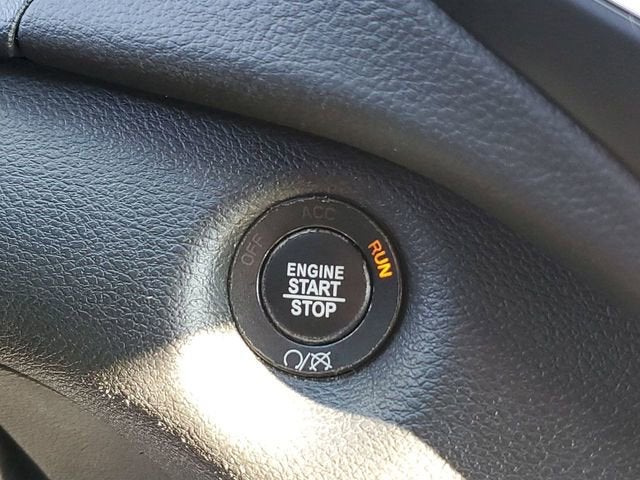 OFF
ACC
RUN
ENGINE
START
STOP